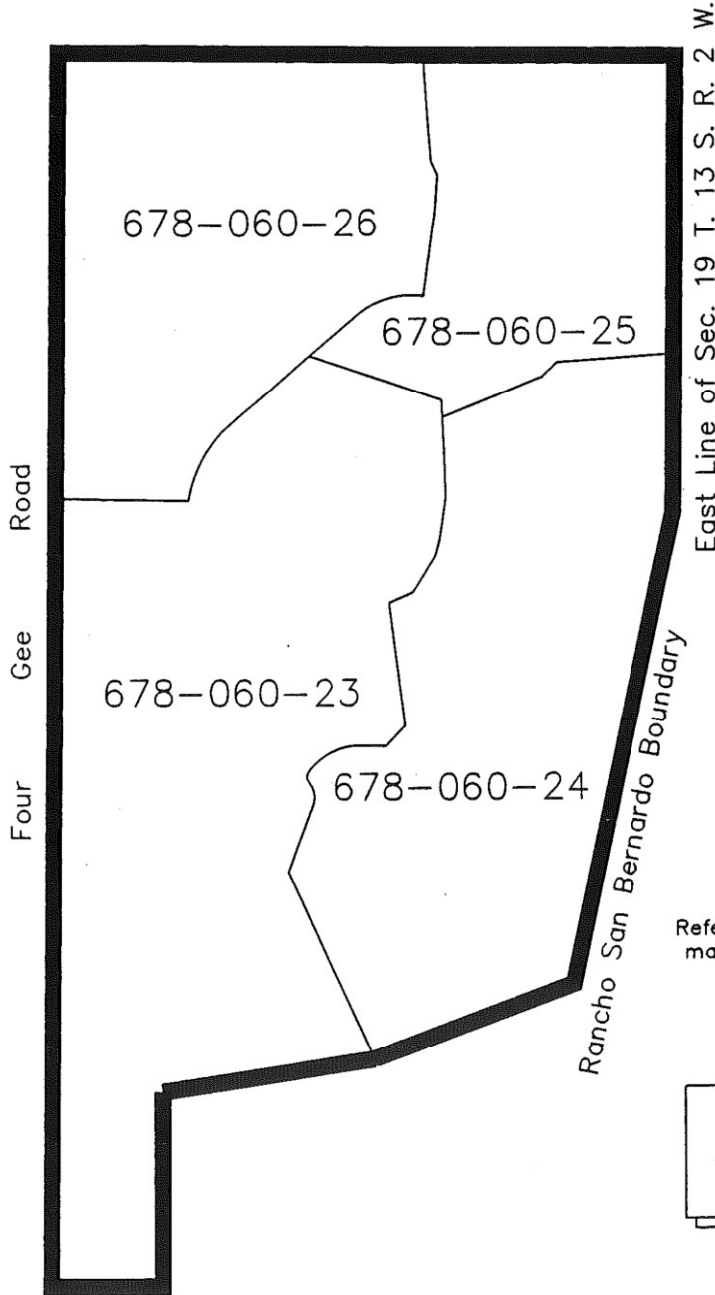 Four Gee Road
678-060-26
678-060-25
678-060-23
678-060-24
Rancho San Bernardo Boundary
East Line of Sec. 19 T. 13 S. R. 2 W.